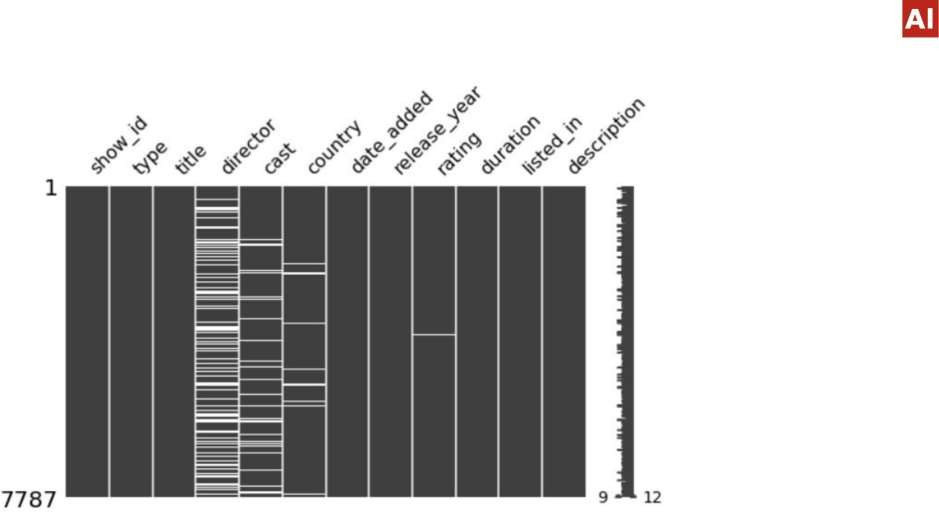 AI
show_id
type
title
director
cast
country
date_added
release_year
rating
duration
listed_in
description
1
7787
9
12